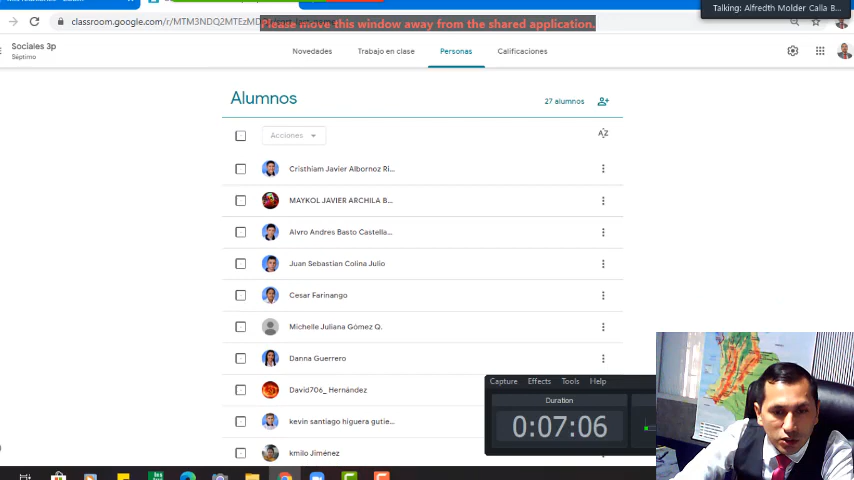 Talking: Alfredth Molder Calla B...
classroom.google.com/r/MTM3NDQ2MTEzMD
Please move this window away from the shared application.
Sociales 3p
Séptimo
Novedades
Trabajo en clase
Personas
Calificaciones
Alumnos
27 alumnos
Acciones
Cristhiam Javier Albornoz Ri...
MAYKOL JAVIER ARCHILA B...
Alvro Andres Basto Castella...
Juan Sebastian Colina Julio
Cesar Farinango
Michelle Juliana Gómez Q.
Danna Guerrero
David706_ Hernández
kevin santiago higuera gutie...
kmilo Jiménez
Capture Effects Tools Help
Duration
0:07:06